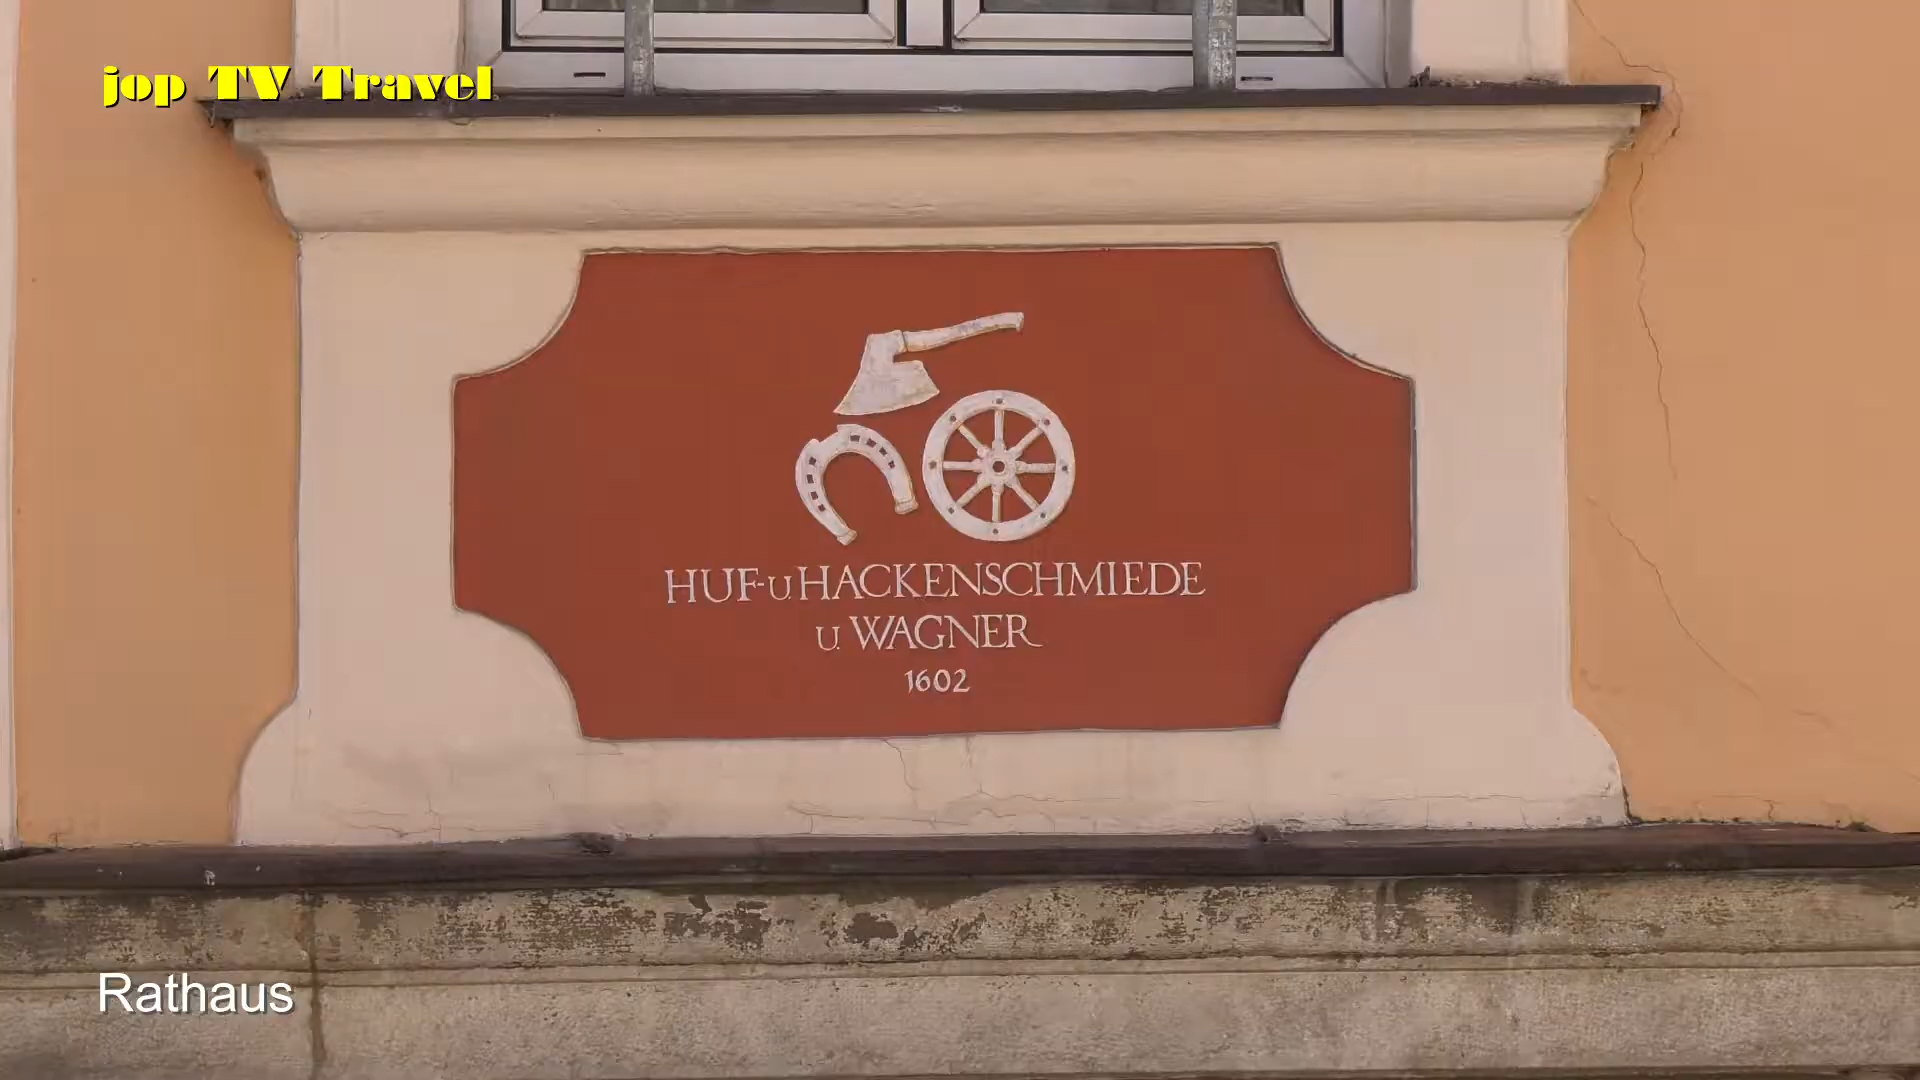 jop TV Travel
HUF-u.HACKENSCHMIEDE
u. WAGNER
1602
Rathaus